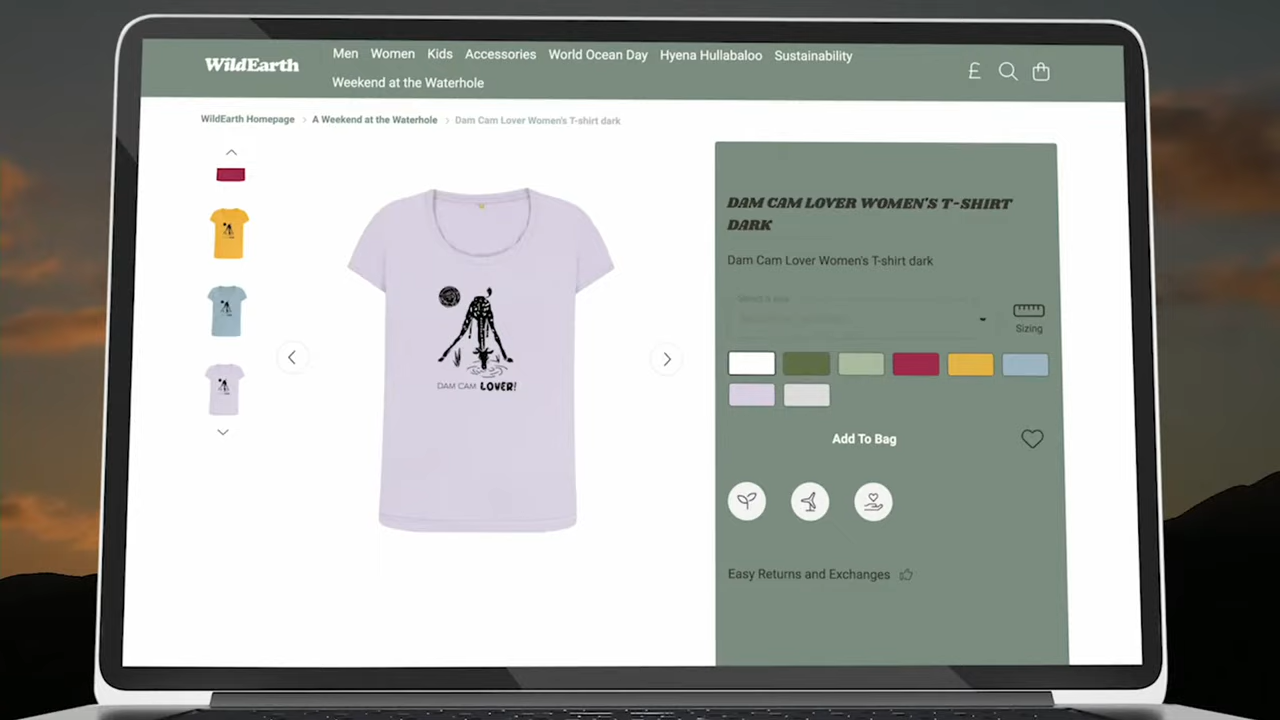 WildEarth
Men Women Kids Accessories World Ocean Day Hyena Hullabaloo Sustainability
Weekend at the Waterhole
£
WildEarth Homepage > A Weekend at the Waterhole > Dam Cam Lover Women's T-shirt dark
DAM CAM LOVER WOMEN'S T-SHIRT
DARK
Dam Cam Lover Women's T-shirt dark
Select a size
Sizing
DAM CAM LOVER!
Add To Bag
Easy Returns and Exchanges